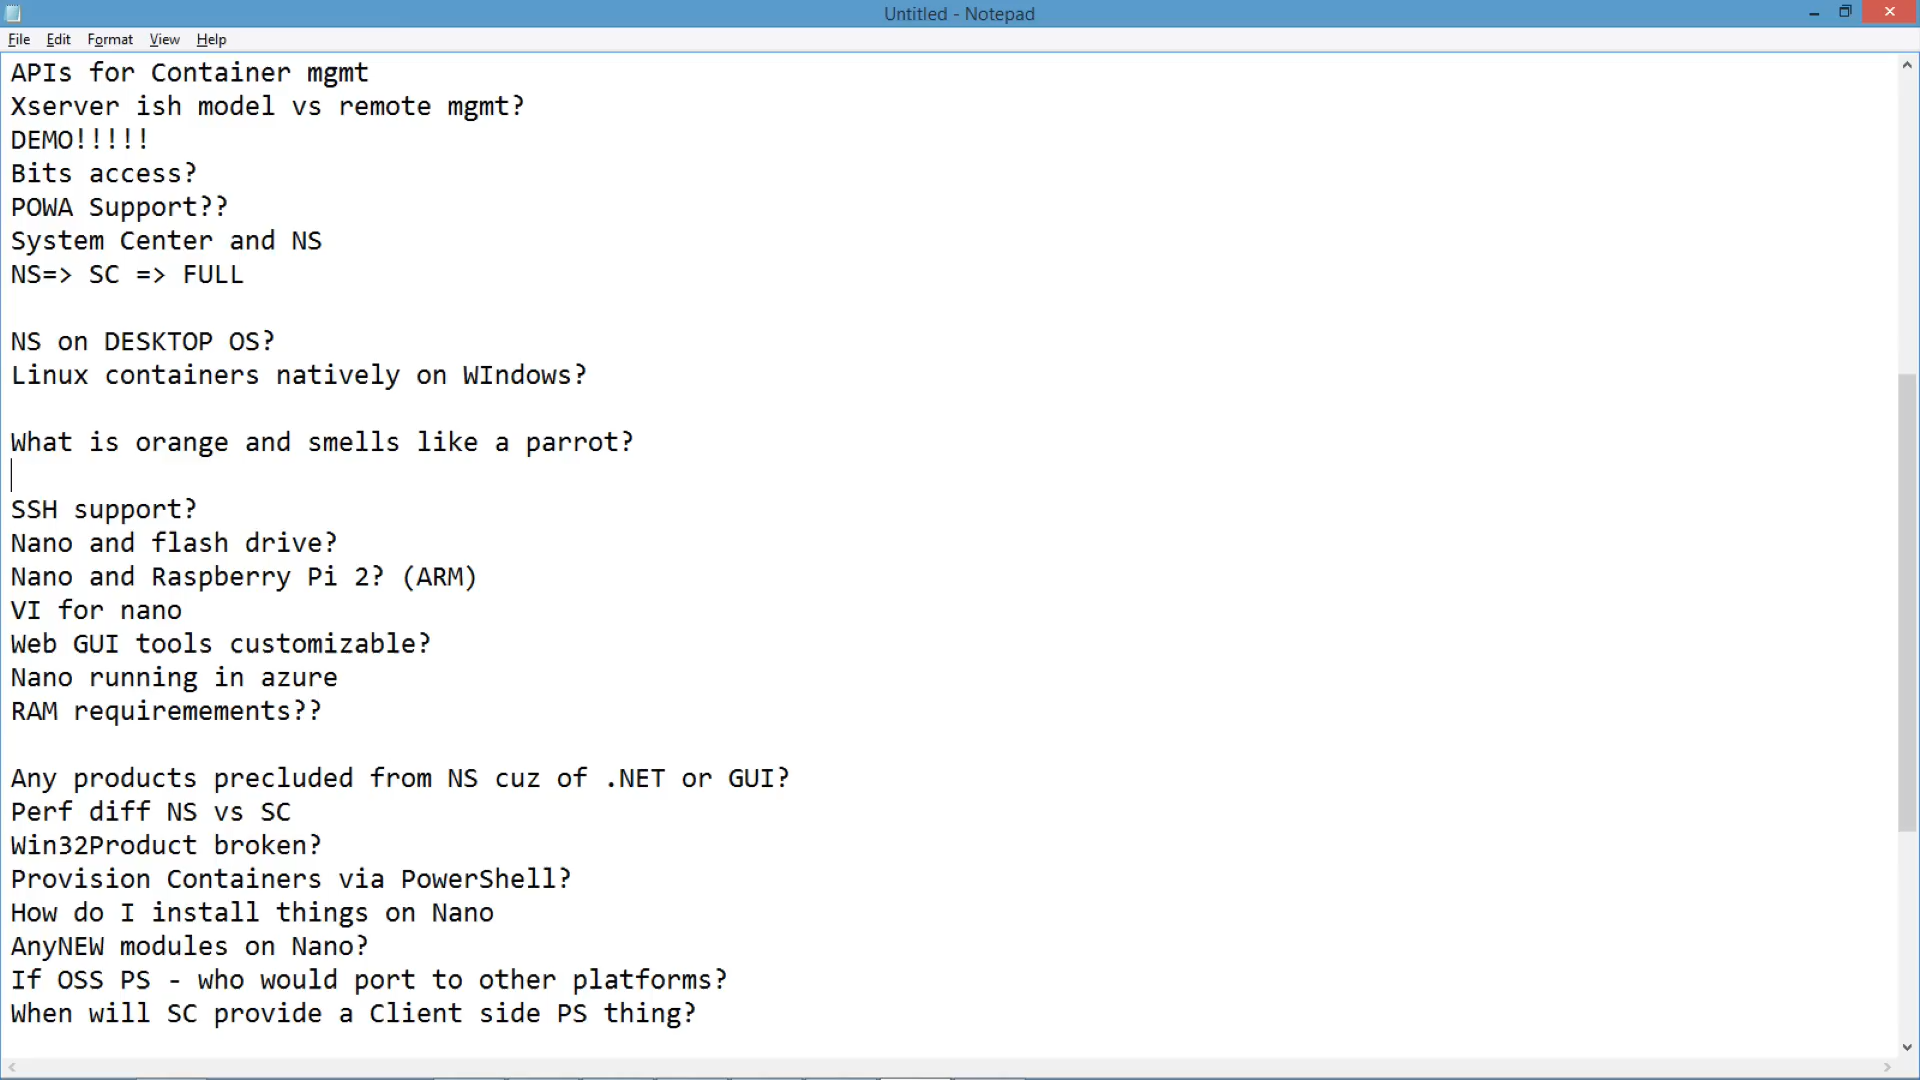 Untitled - Notepad
File Edit Format View Help
APIs for Container mgmt
Xserver ish model vs remote mgmt?
DEMO!!!!!
Bits access?
POWA Support??
System Center and NS
NS=> SC => FULL
NS on DESKTOP OS?
Linux containers natively on WIndows?
What is orange and smells like a parrot?
SSH support?
Nano and flash drive?
Nano and Raspberry Pi 2? (ARM)
VI for nano
Web GUI tools customizable?
Nano running in azure
RAM requiremements??
Any products precluded from NS cuz of .NET or GUI?
Perf diff NS vs SC
Win32Product broken?
Provision Containers via PowerShell?
How do I install things on Nano
AnyNEW modules on Nano?
If OSS PS - who would port to other platforms?
When will SC provide a Client side PS thing?